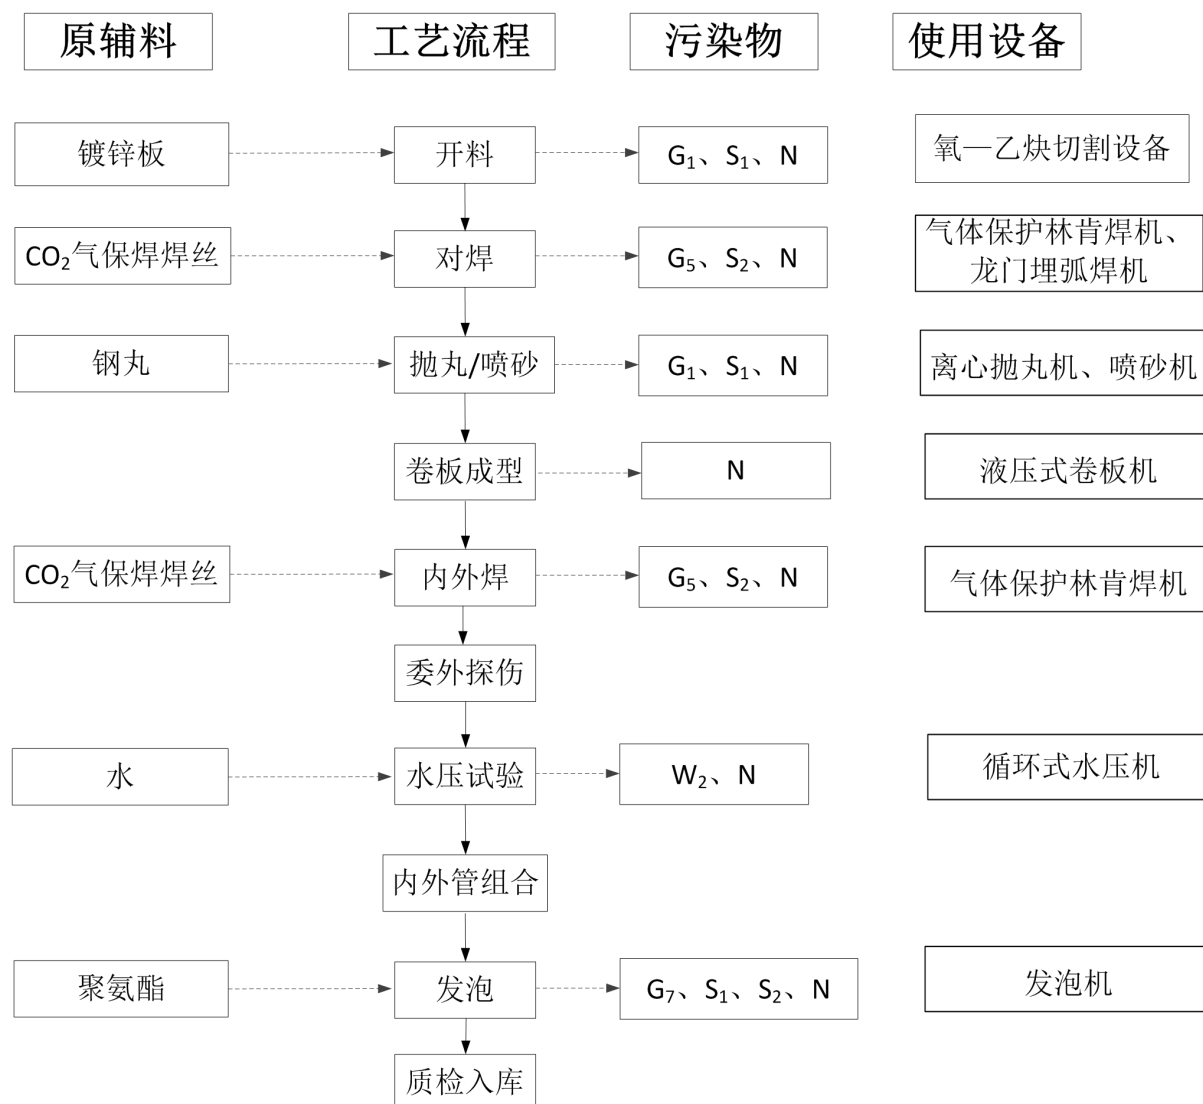 原辅料
工艺流程
污染物
使用设备
镀锌板
开料
G₁、S₁、N
氧—乙炔切割设备
CO₂气保焊焊丝
对焊
G₅、S₂、N
气体保护林肯焊机、
龙门埋弧焊机
钢丸
抛丸/喷砂
G₁、S₁、N
离心抛丸机、喷砂机
卷板成型
N
液压式卷板机
CO₂气保焊焊丝
内外焊
G₅、S₂、N
气体保护林肯焊机
委外探伤
水
水压试验
W₂、N
循环式水压机
内外管组合
聚氨酯
发泡
G₇、S₁、S₂、N
发泡机
质检入库